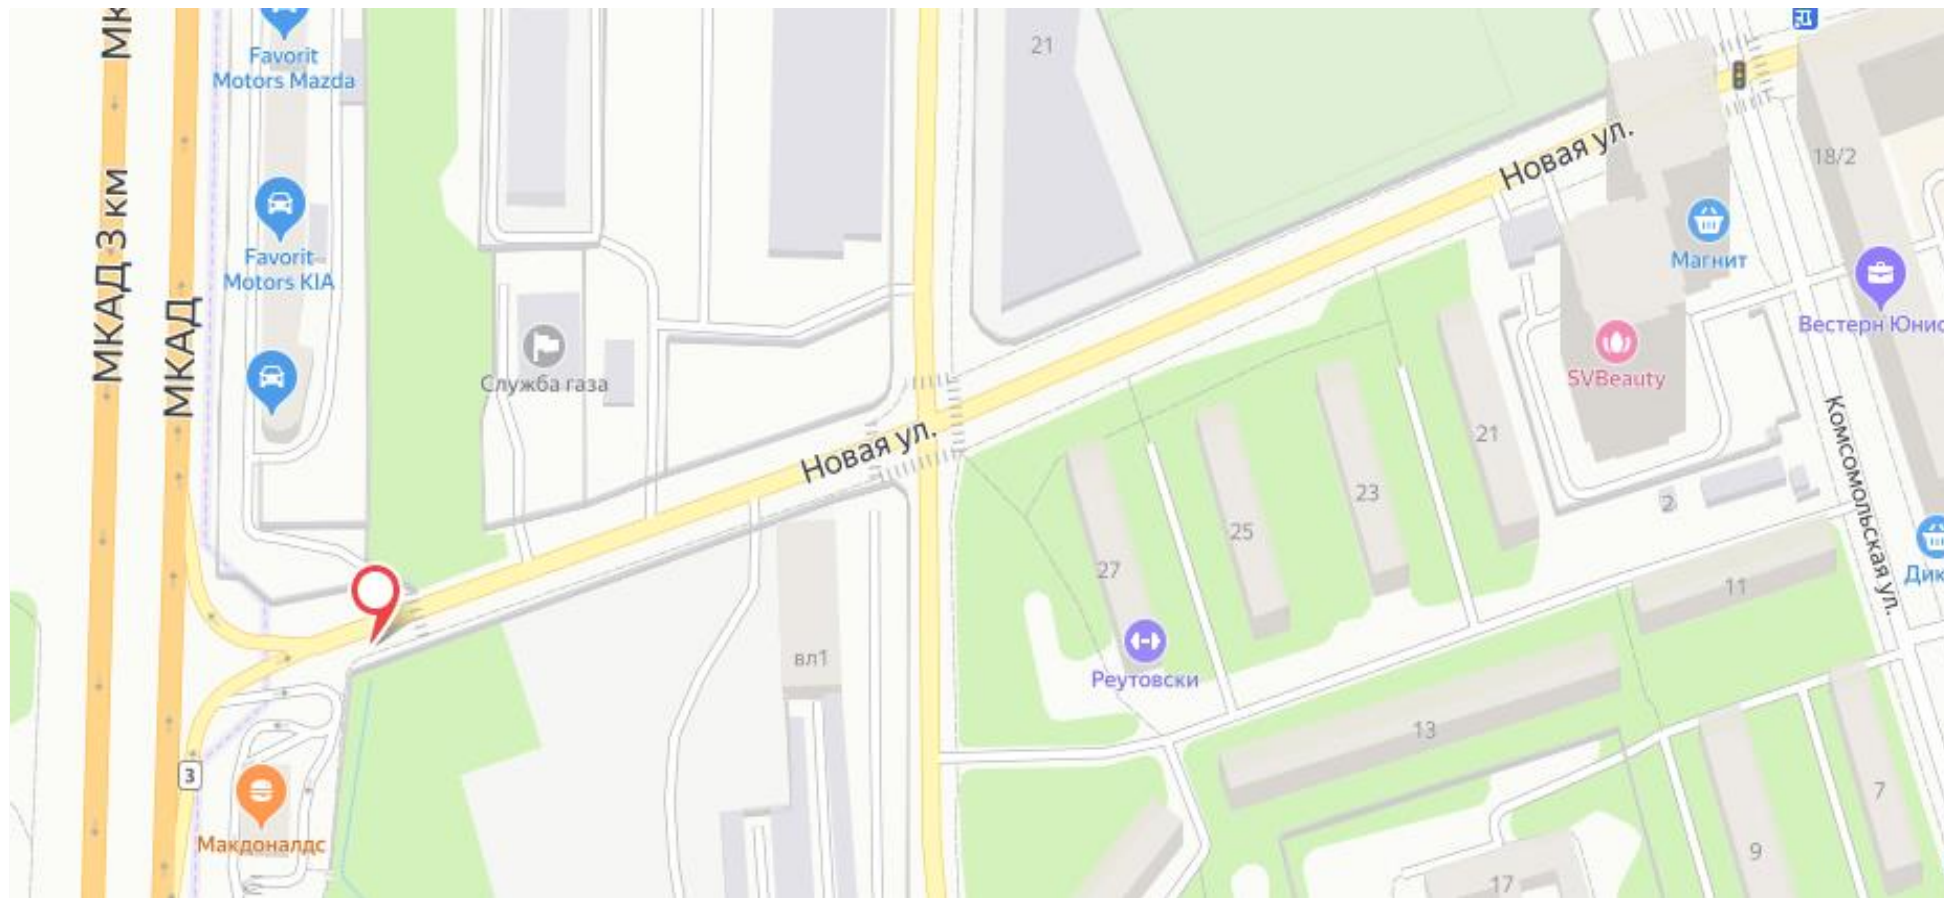 МК
Favorit
Motors Mazda
21
Новая ул.
18/2
МКАД 3 км
Favorit
Motors KIA
Магнит
МКАД
Служба газа
Вестерн Юнис
SVBeauty
Новая ул.
21
23
25
27
2
Комсомольская ул.
Дик
11
вл1
Реутовски
13
3
Макдоналдс
7
9
17